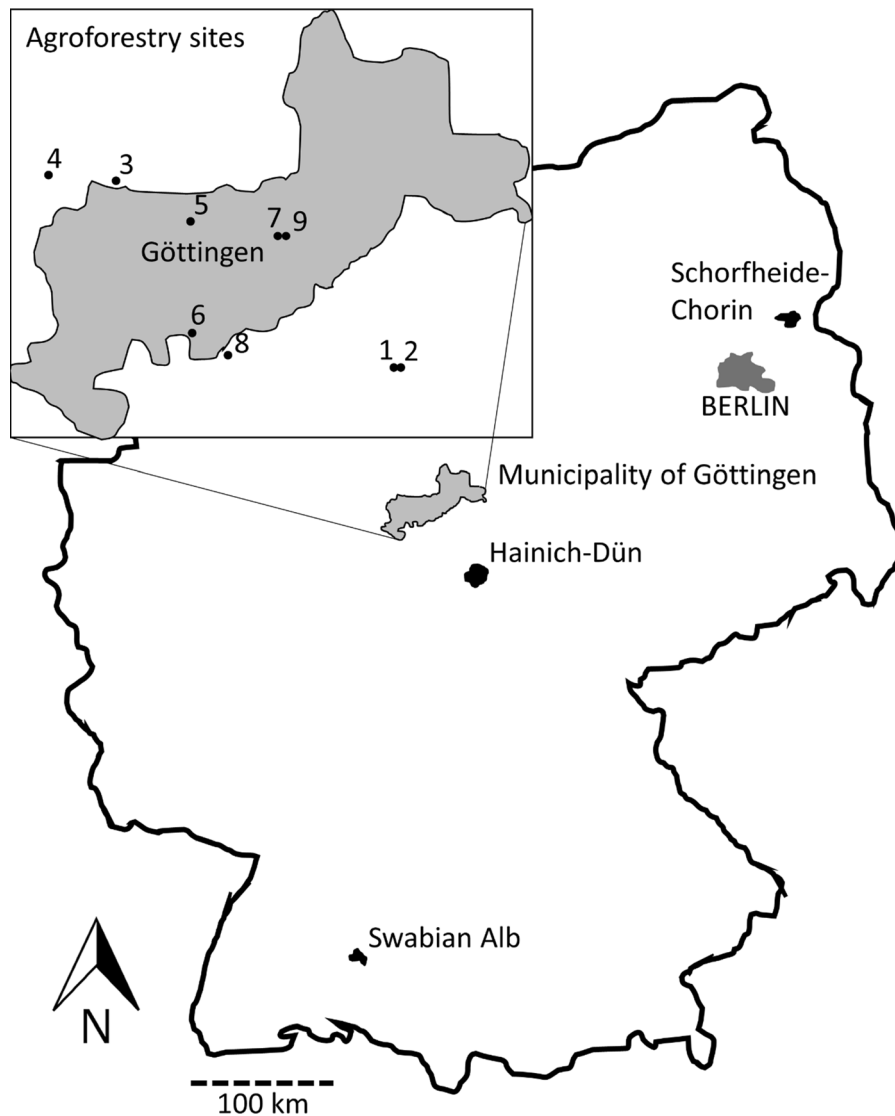 Agroforestry sites
4
3
5
7 9
Göttingen
6
8
1 2
Schorfheide-
Chorin
BERLIN
Municipality of Göttingen
Hainich-Dün
Swabian Alb
N
100 km